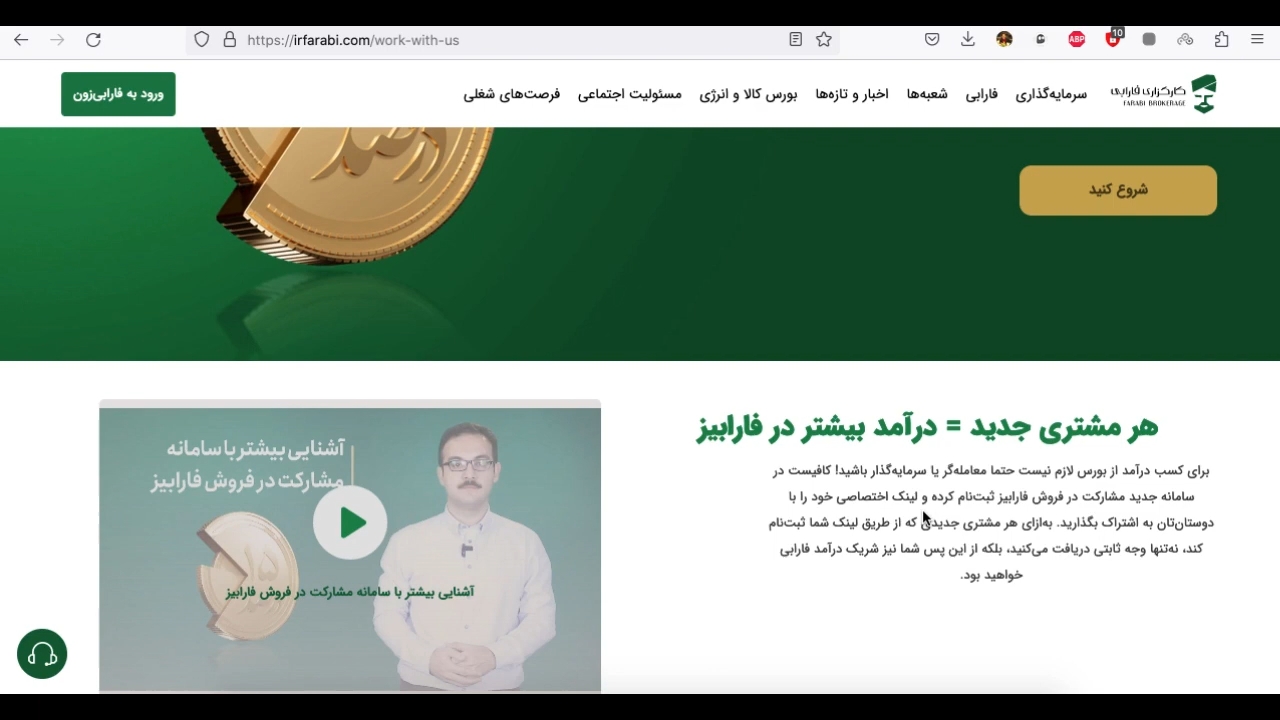 10
ABP
https://irfarabi.com/work-with-us
کارگزاری فارابی
FARABI BROKERAGE
سرمایه‌گذاری فارابی شعبه‌ها اخبار و تازه‌ها بورس کالا و انرژی مسئولیت اجتماعی فرصت‌های شغلی
ورود به فارابی‌زون
شروع کنید
هر مشتری جدید = درآمد بیشتر در فارابیز
برای کسب درآمد از بورس لازم نیست حتما معامله‌گر یا سرمایه‌گذار باشید! کافیست در
سامانه جدید مشارکت در فروش فارابیز ثبت‌نام کرده و لینک اختصاصی خود را با
دوستان‌تان به اشتراک بگذارید. به‌ازای هر مشتری جدیدی که از طریق لینک شما ثبت‌نام
کند، نه‌تنها وجه ثابتی دریافت می‌کنید، بلکه از این پس شما نیز شریک درآمد فارابی
خواهید بود.
آشنایی بیشتر با سامانه
مشارکت در فروش فارابیز
آشنایی بیشتر با سامانه مشارکت در فروش فارابیز